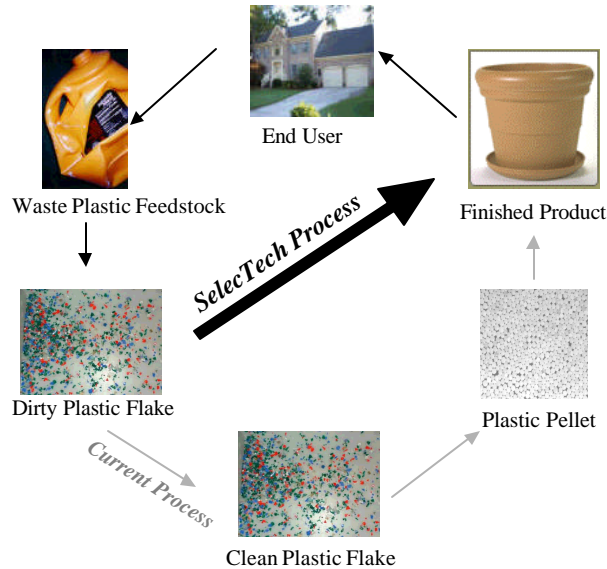 End User
Waste Plastic Feedstock
Finished Product
SelecTech Process
Dirty Plastic Flake
Plastic Pellet
Current Process
Clean Plastic Flake